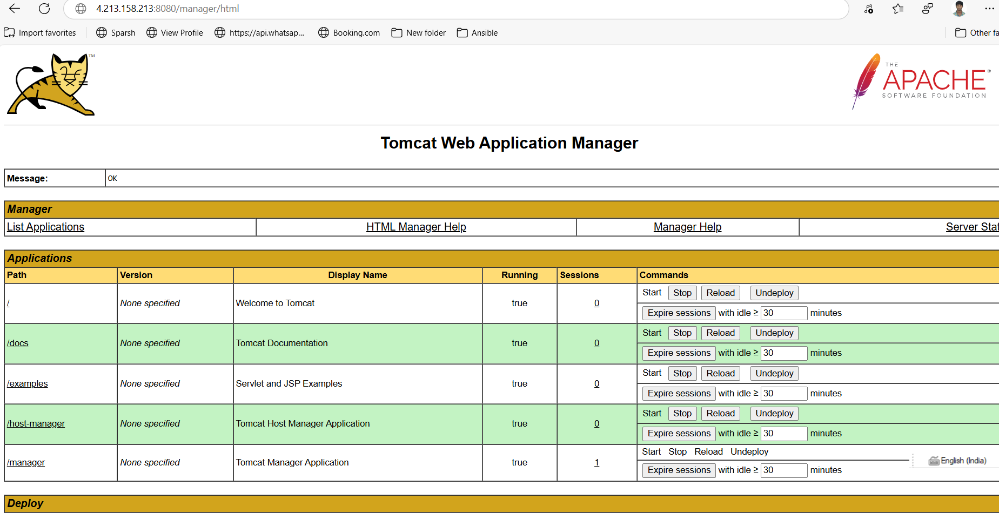 4.213.158.213:8080/manager/html
Import favorites Sparsh View Profile https://api.whatsap... Booking.com New folder Ansible Other fa
TM
THE
APACHE®
SOFTWARE FOUNDATION
Tomcat Web Application Manager
Message: OK
Manager
List Applications HTML Manager Help Manager Help Server Stat
Applications
Path Version Display Name Running Sessions Commands
/ None specified Welcome to Tomcat true 0 Start Stop Reload Undeploy
Expire sessions with idle ≥ 30 minutes
/docs None specified Tomcat Documentation true 0 Start Stop Reload Undeploy
Expire sessions with idle ≥ 30 minutes
/examples None specified Servlet and JSP Examples true 0 Start Stop Reload Undeploy
Expire sessions with idle ≥ 30 minutes
/host-manager None specified Tomcat Host Manager Application true 0 Start Stop Reload Undeploy
Expire sessions with idle ≥ 30 minutes
/manager None specified Tomcat Manager Application true 1 Start Stop Reload Undeploy
Expire sessions with idle ≥ 30 minutes
English (India)
Deploy